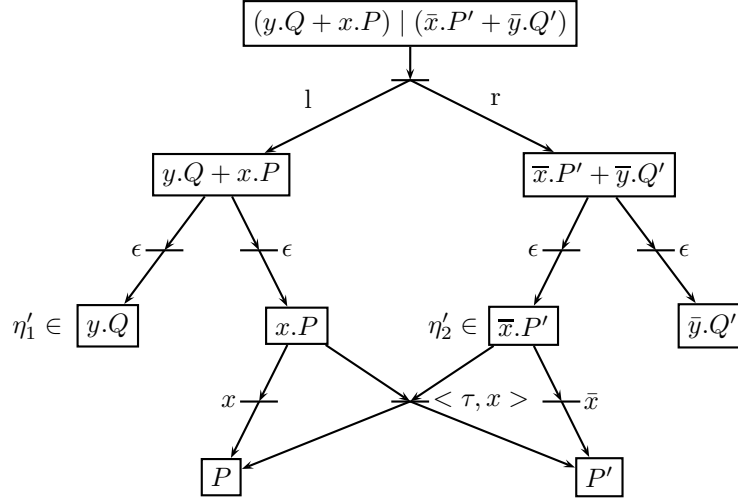 (y.Q + x.P) | (x̄.P′ + ȳ.Q′)
l r
y.Q + x.P x̄.P′ + ȳ.Q′
ϵ ϵ ϵ ϵ
η′₁ ∈ y.Q x.P η′₂ ∈ x̄.P′ ȳ.Q′
x < τ, x > x̄
P P′